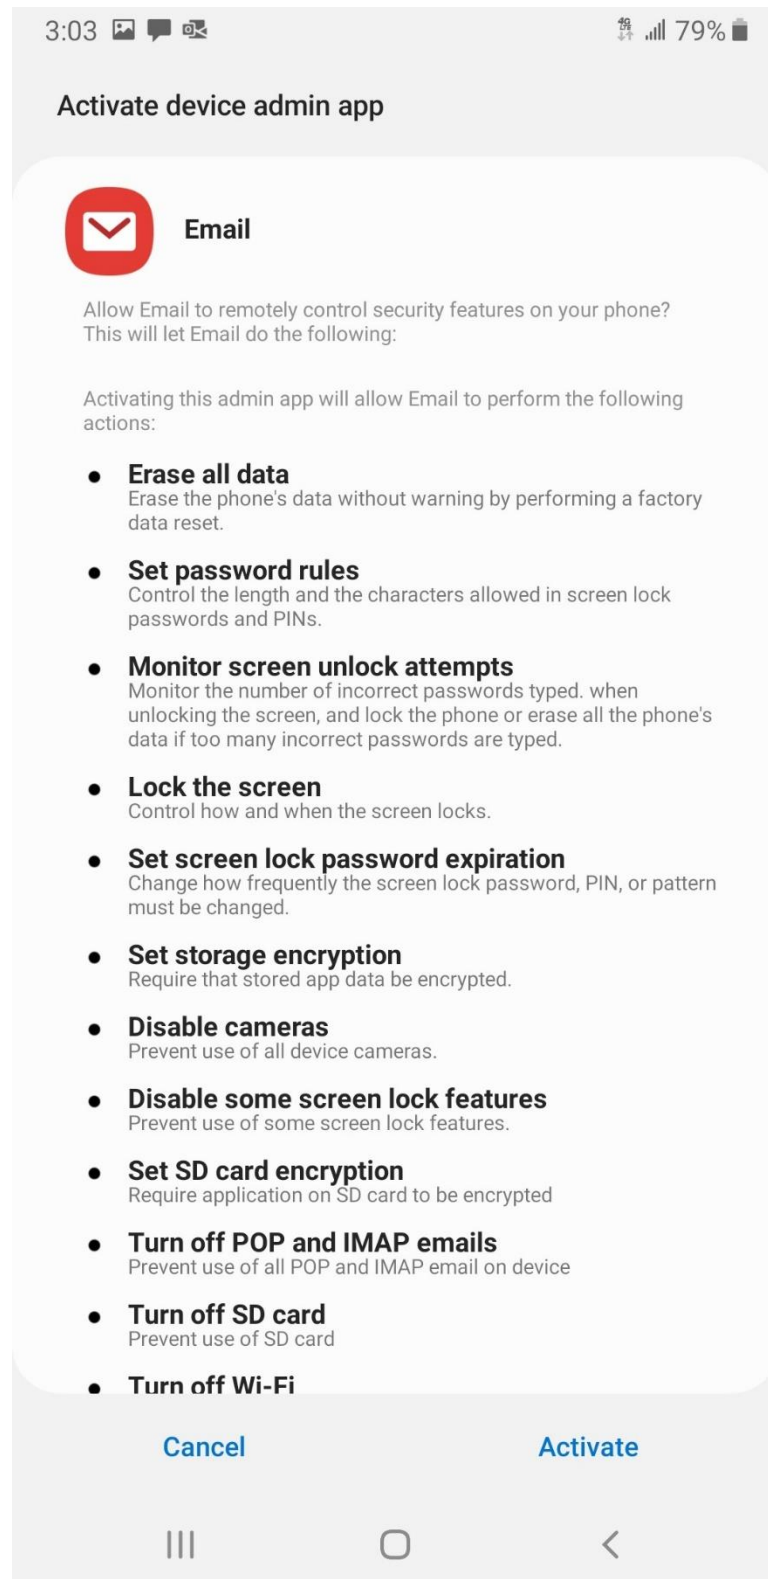 3:03 4G 79%
Activate device admin app
Email
Allow Email to remotely control security features on your phone?
This will let Email do the following:
Activating this admin app will allow Email to perform the following
actions:
• Erase all data
Erase the phone's data without warning by performing a factory
data reset.
• Set password rules
Control the length and the characters allowed in screen lock
passwords and PINs.
• Monitor screen unlock attempts
Monitor the number of incorrect passwords typed. when
unlocking the screen, and lock the phone or erase all the phone's
data if too many incorrect passwords are typed.
• Lock the screen
Control how and when the screen locks.
• Set screen lock password expiration
Change how frequently the screen lock password, PIN, or pattern
must be changed.
• Set storage encryption
Require that stored app data be encrypted.
• Disable cameras
Prevent use of all device cameras.
• Disable some screen lock features
Prevent use of some screen lock features.
• Set SD card encryption
Require application on SD card to be encrypted
• Turn off POP and IMAP emails
Prevent use of all POP and IMAP email on device
• Turn off SD card
Prevent use of SD card
• Turn off Wi-Fi
Cancel Activate